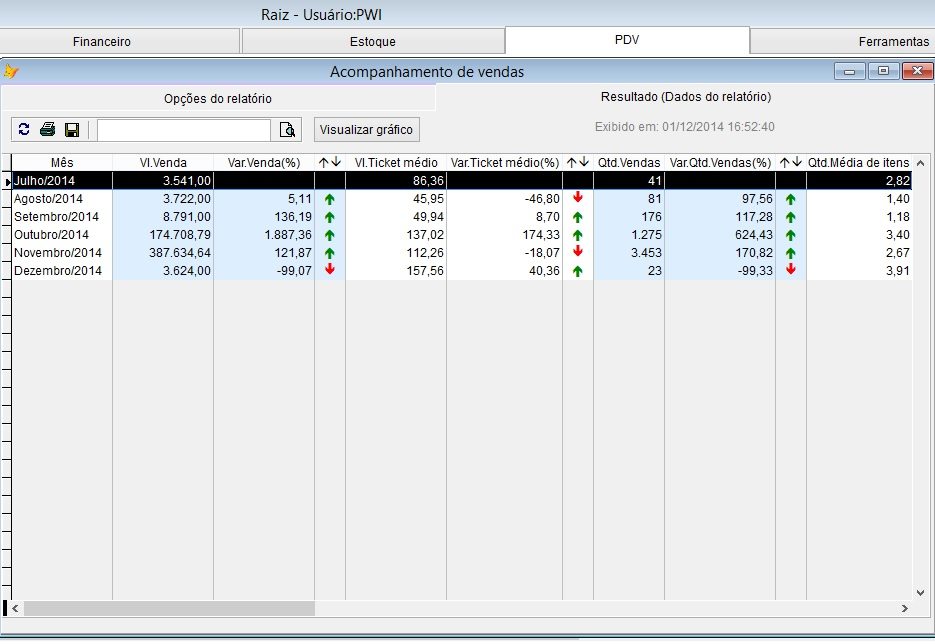 Raiz - Usuário:PWI
Financeiro Estoque PDV Ferramentas
Acompanhamento de vendas
Opções do relatório Resultado (Dados do relatório)
Visualizar gráfico Exibido em: 01/12/2014 16:52:40
Mês Vl.Venda Var.Venda(%) Vl.Ticket médio Var.Ticket médio(%) Qtd.Vendas Var.Qtd.Vendas(%) Qtd.Média de itens
Julho/2014 3.541,00 86,36 41 2,82
Agosto/2014 3.722,00 5,11 45,95 -46,80 81 97,56 1,40
Setembro/2014 8.791,00 136,19 49,94 8,70 176 117,28 1,18
Outubro/2014 174.708,79 1.887,36 137,02 174,33 1.275 624,43 3,40
Novembro/2014 387.634,64 121,87 112,26 -18,07 3.453 170,82 2,67
Dezembro/2014 3.624,00 -99,07 157,56 40,36 23 -99,33 3,91